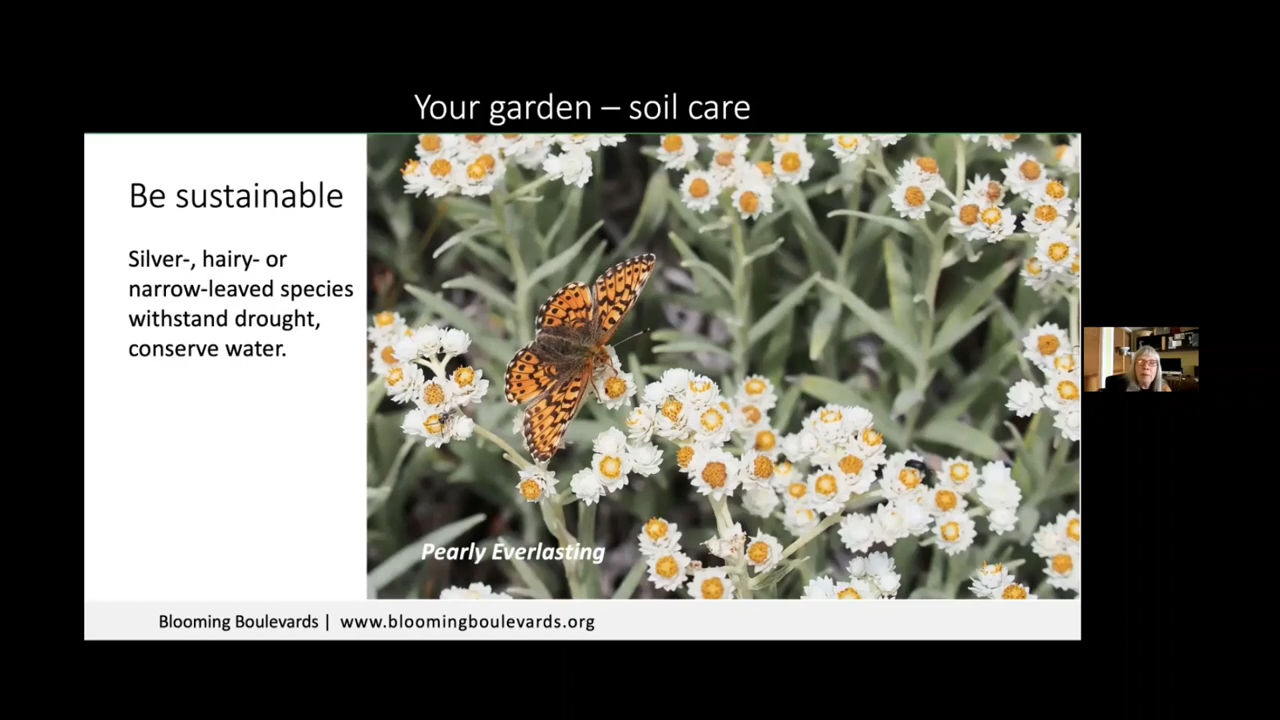 Your garden – soil care
Be sustainable
Silver-, hairy- or
narrow-leaved species
withstand drought,
conserve water.
Pearly Everlasting
Blooming Boulevards | www.bloomingboulevards.org